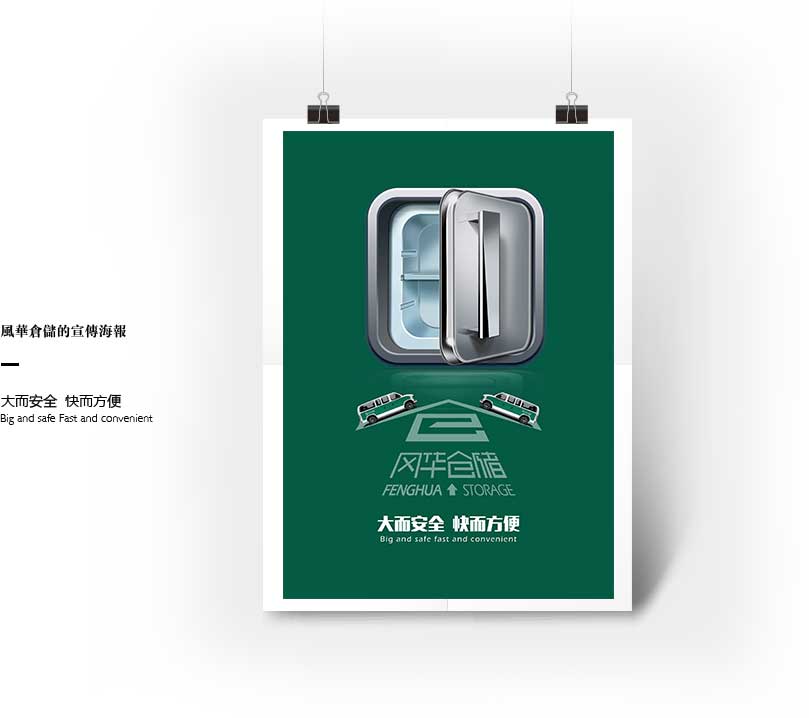 風華倉儲的宣傳海報
大而安全 快而方便
Big and safe Fast and convenient
风华仓储
FENGHUA STORAGE
大而安全 快而方便
Big and safe fast and convenient